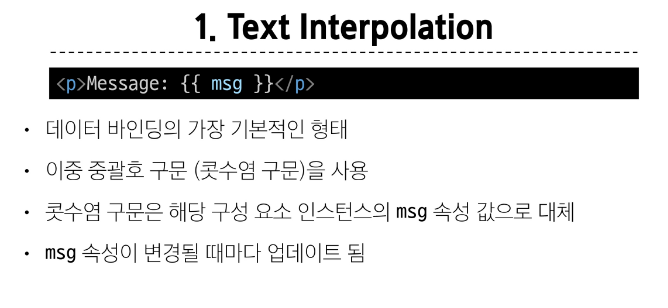 1. Text Interpolation
<p>Message: {{ msg }}</p>
• 데이터 바인딩의 가장 기본적인 형태
• 이중 중괄호 구문 (콧수염 구문)을 사용
• 콧수염 구문은 해당 구성 요소 인스턴스의 msg 속성 값으로 대체
• msg 속성이 변경될 때마다 업데이트 됨